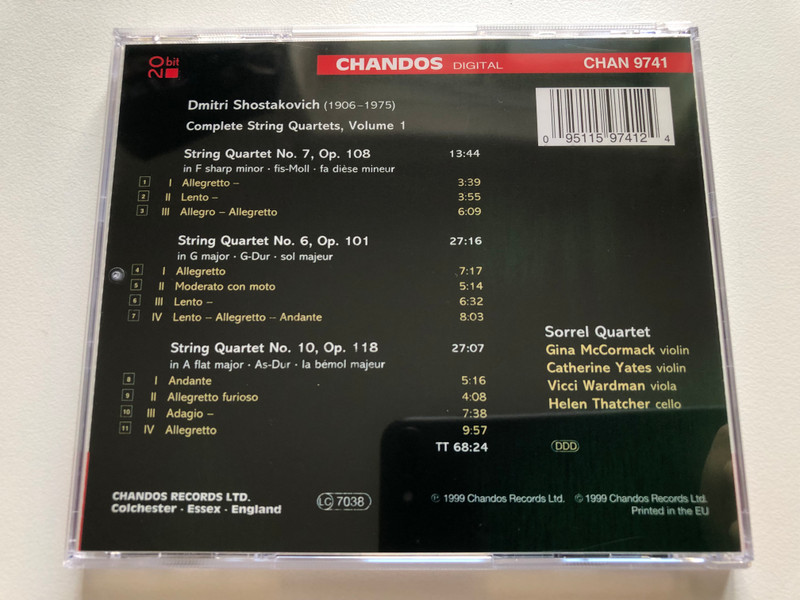 20 bit
CHANDOS DIGITAL CHAN 9741
0 95115 97412 4
Dmitri Shostakovich (1906–1975)
Complete String Quartets, Volume 1
String Quartet No. 7, Op. 108 13:44
in F sharp minor · fis-Moll · fa dièse mineur
1 I Allegretto – 3:39
2 II Lento – 3:55
3 III Allegro – Allegretto 6:09
String Quartet No. 6, Op. 101 27:16
in G major · G-Dur · sol majeur
4 I Allegretto 7:17
5 II Moderato con moto 5:14
6 III Lento – 6:32
7 IV Lento – Allegretto – Andante 8:03
String Quartet No. 10, Op. 118 27:07
in A flat major · As-Dur · la bémol majeur
8 I Andante 5:16
9 II Allegretto furioso 4:08
10 III Adagio – 7:38
11 IV Allegretto 9:57
TT 68:24
Sorrel Quartet
Gina McCormack violin
Catherine Yates violin
Vicci Wardman viola
Helen Thatcher cello
DDD
CHANDOS RECORDS LTD.
Colchester · Essex · England
LC 7038
℗ 1999 Chandos Records Ltd. © 1999 Chandos Records Ltd.
Printed in the EU